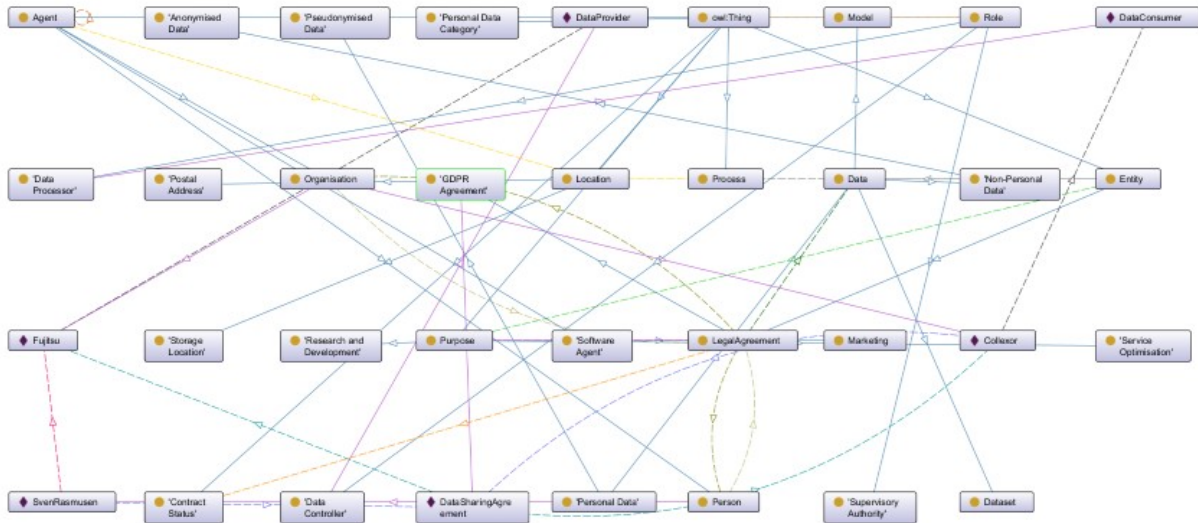 Agent
'Anonymised
Data'
'Pseudonymised
Data'
'Personal Data
Category'
DataProvider
owl:Thing
Model
Role
DataConsumer
'Data
Processor'
'Postal
Address'
Organisation
'GDPR
Agreement'
Location
Process
Data
'Non-Personal
Data'
Entity
Fujitsu
'Storage
Location'
'Research and
Development'
Purpose
'Software
Agent'
LegalAgreement
Marketing
Collexor
'Service
Optimisation'
SvenRasmusen
'Contract
Status'
'Data
Controller'
DataSharingAgre
ement
'Personal Data'
Person
'Supervisory
Authority'
Dataset